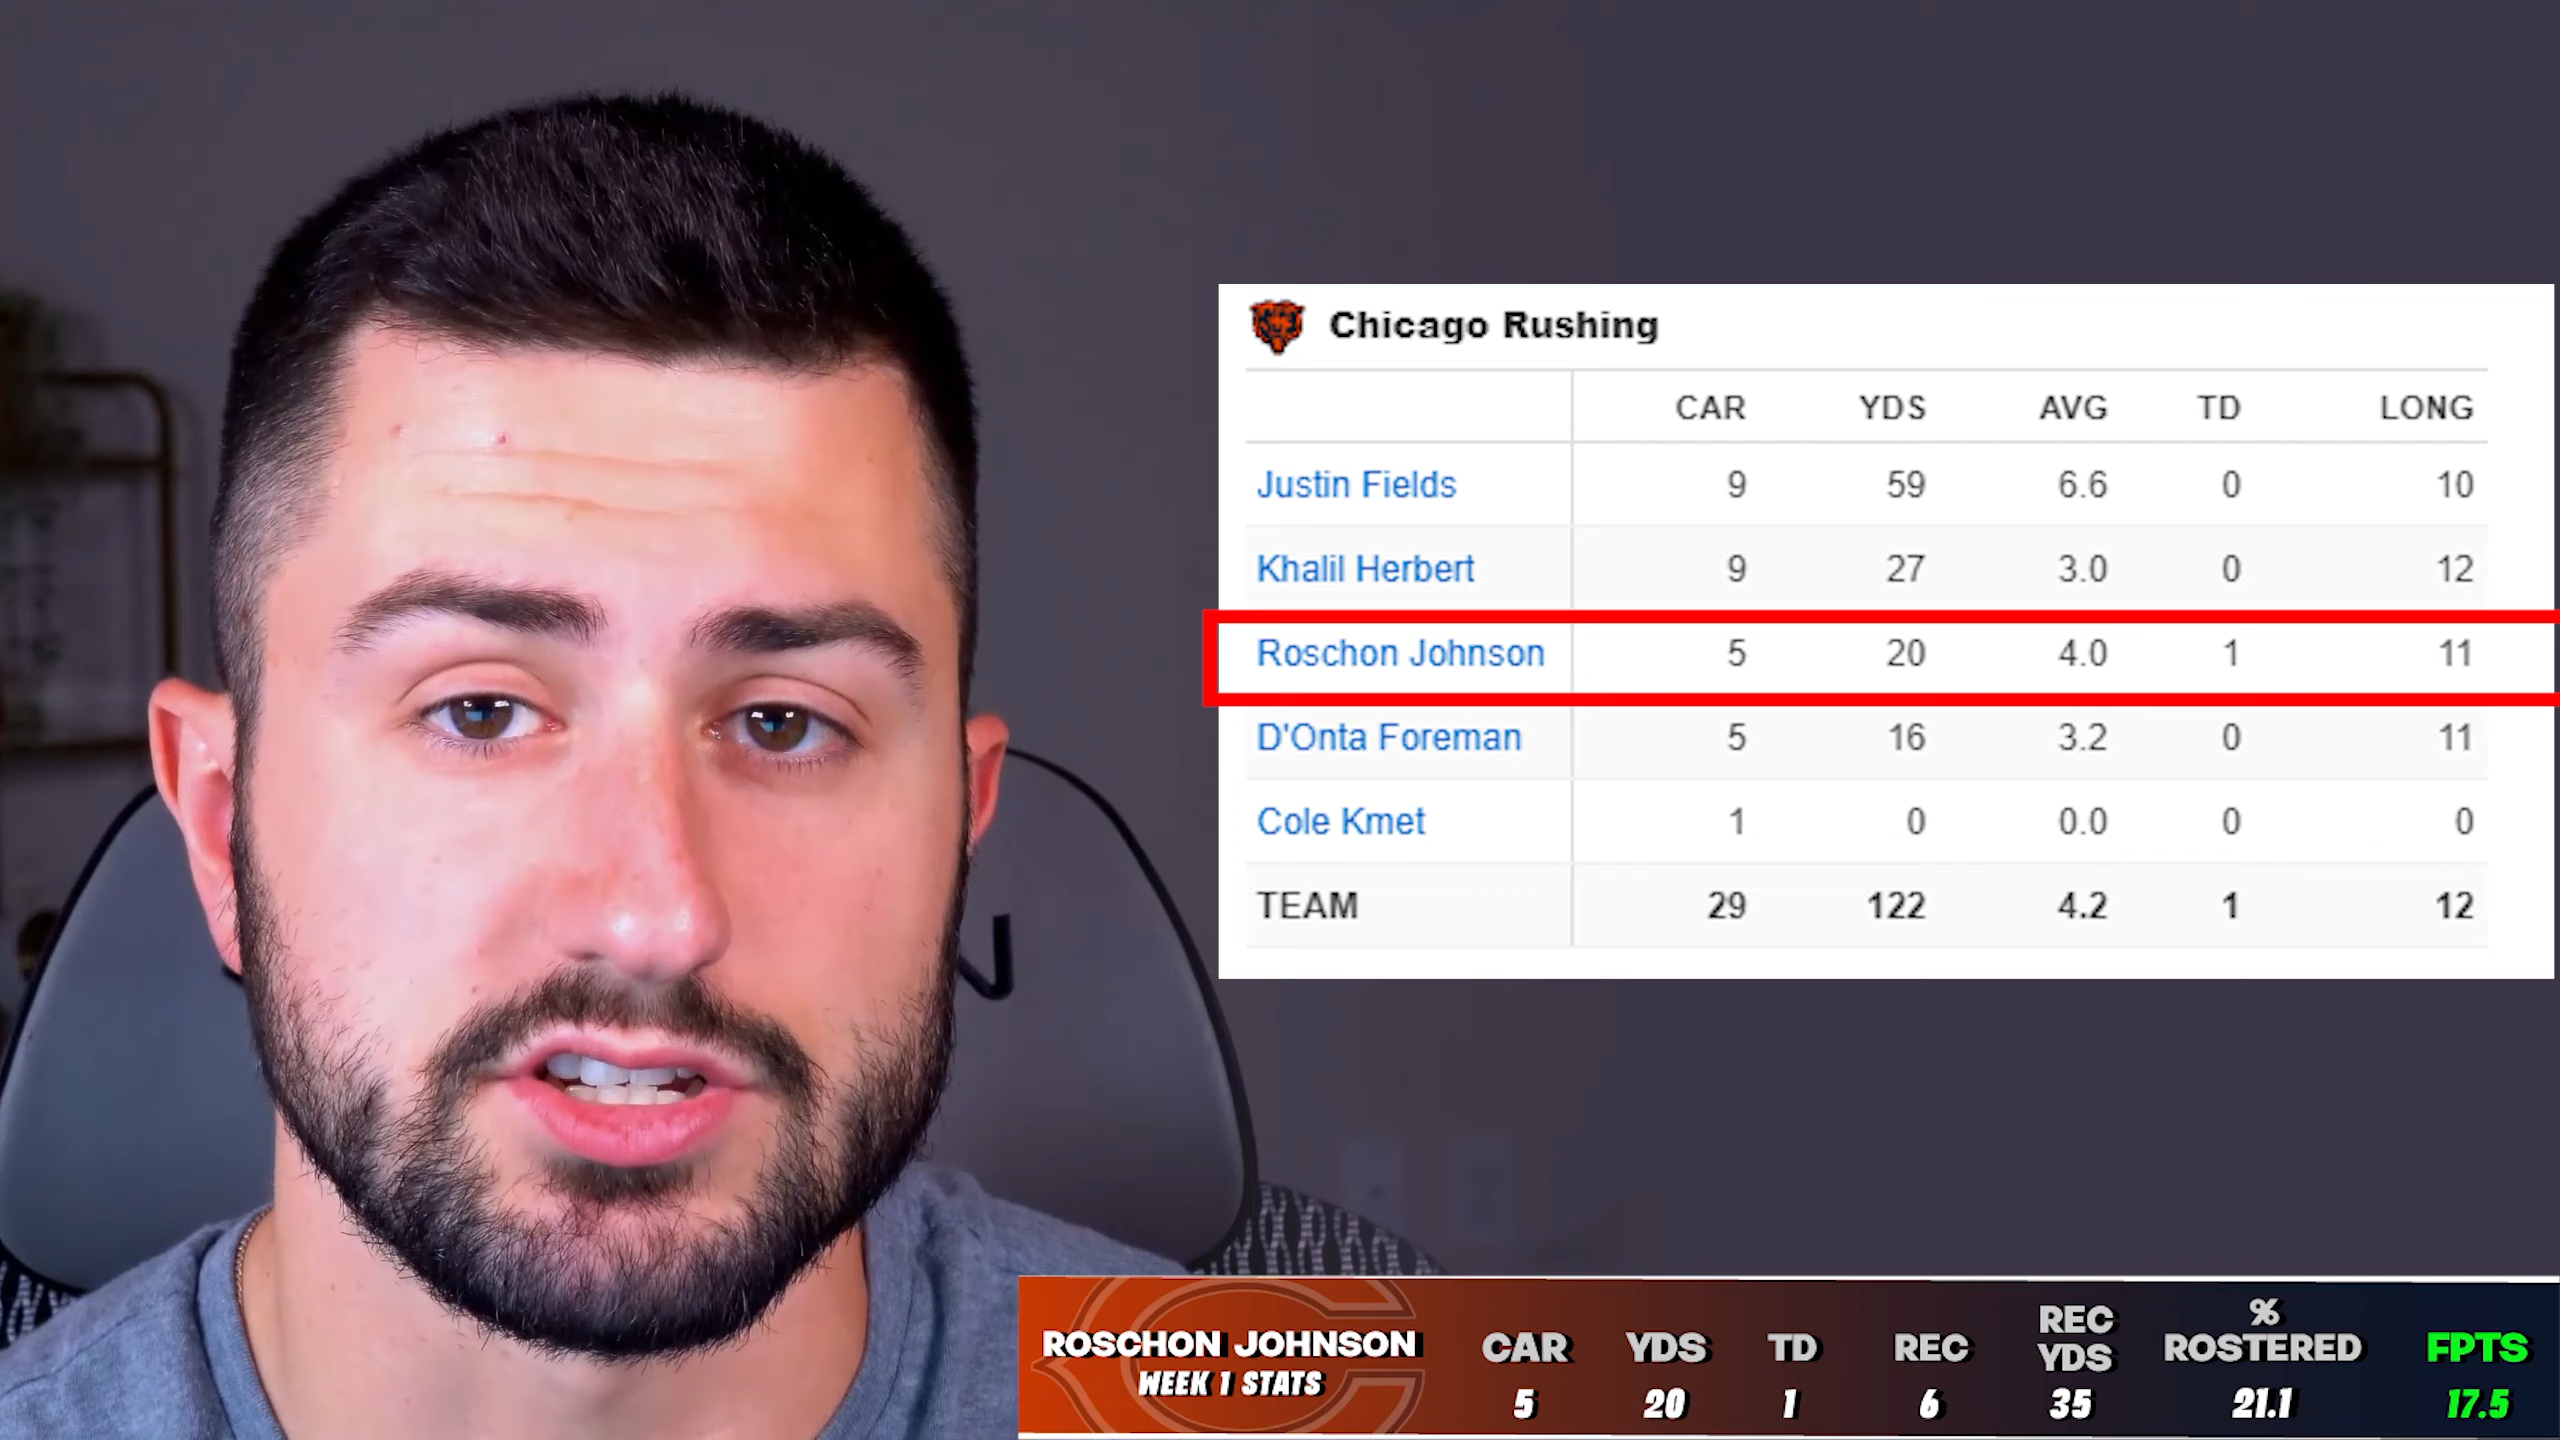 Chicago Rushing
CAR YDS AVG TD LONG
Justin Fields 9 59 6.6 0 10
Khalil Herbert 9 27 3.0 0 12
Roschon Johnson 5 20 4.0 1 11
D'Onta Foreman 5 16 3.2 0 11
Cole Kmet 1 0 0.0 0 0
TEAM 29 122 4.2 1 12
ROSCHON JOHNSON
WEEK 1 STATS
CAR YDS TD REC REC YDS % ROSTERED FPTS
5 20 1 6 35 21.1 17.5